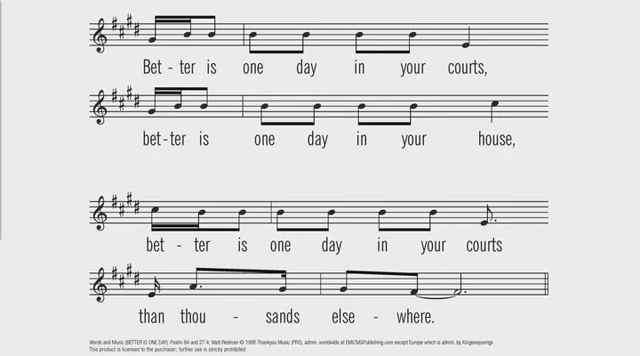 Bet - ter is one day in your courts,
bet - ter is one day in your house,
bet - ter is one day in your courts
than thou - sands else - where.
Words and Music (BETTER IS ONE DAY): Psalm 84 and 27:4; Matt Redman © 1995 Thankyou Music (PRS), admin. worldwide at EMICMGPublishing.com except Europe which is admin. by Kingswaysongs.
This product is licensed to the purchaser; further use is strictly prohibited.